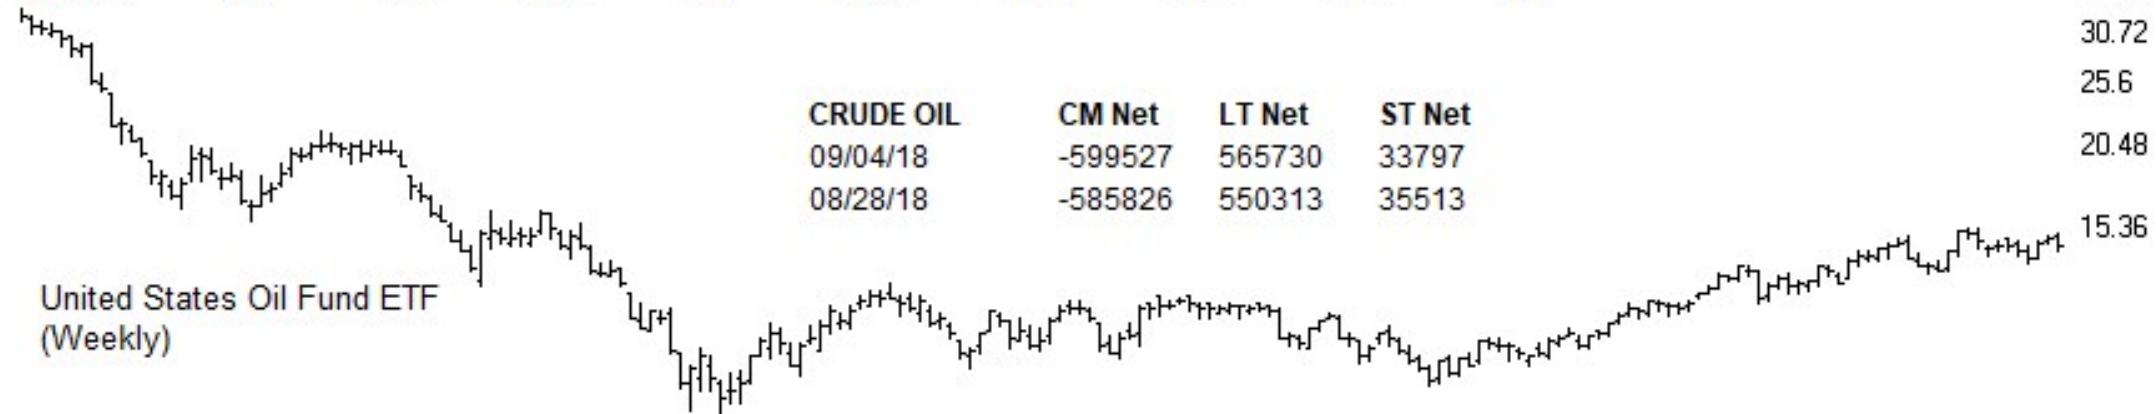 30.72
25.6
CRUDE OIL CM Net LT Net ST Net
20.48
09/04/18 -599527 565730 33797
08/28/18 -585826 550313 35513
15.36
United States Oil Fund ETF
(Weekly)